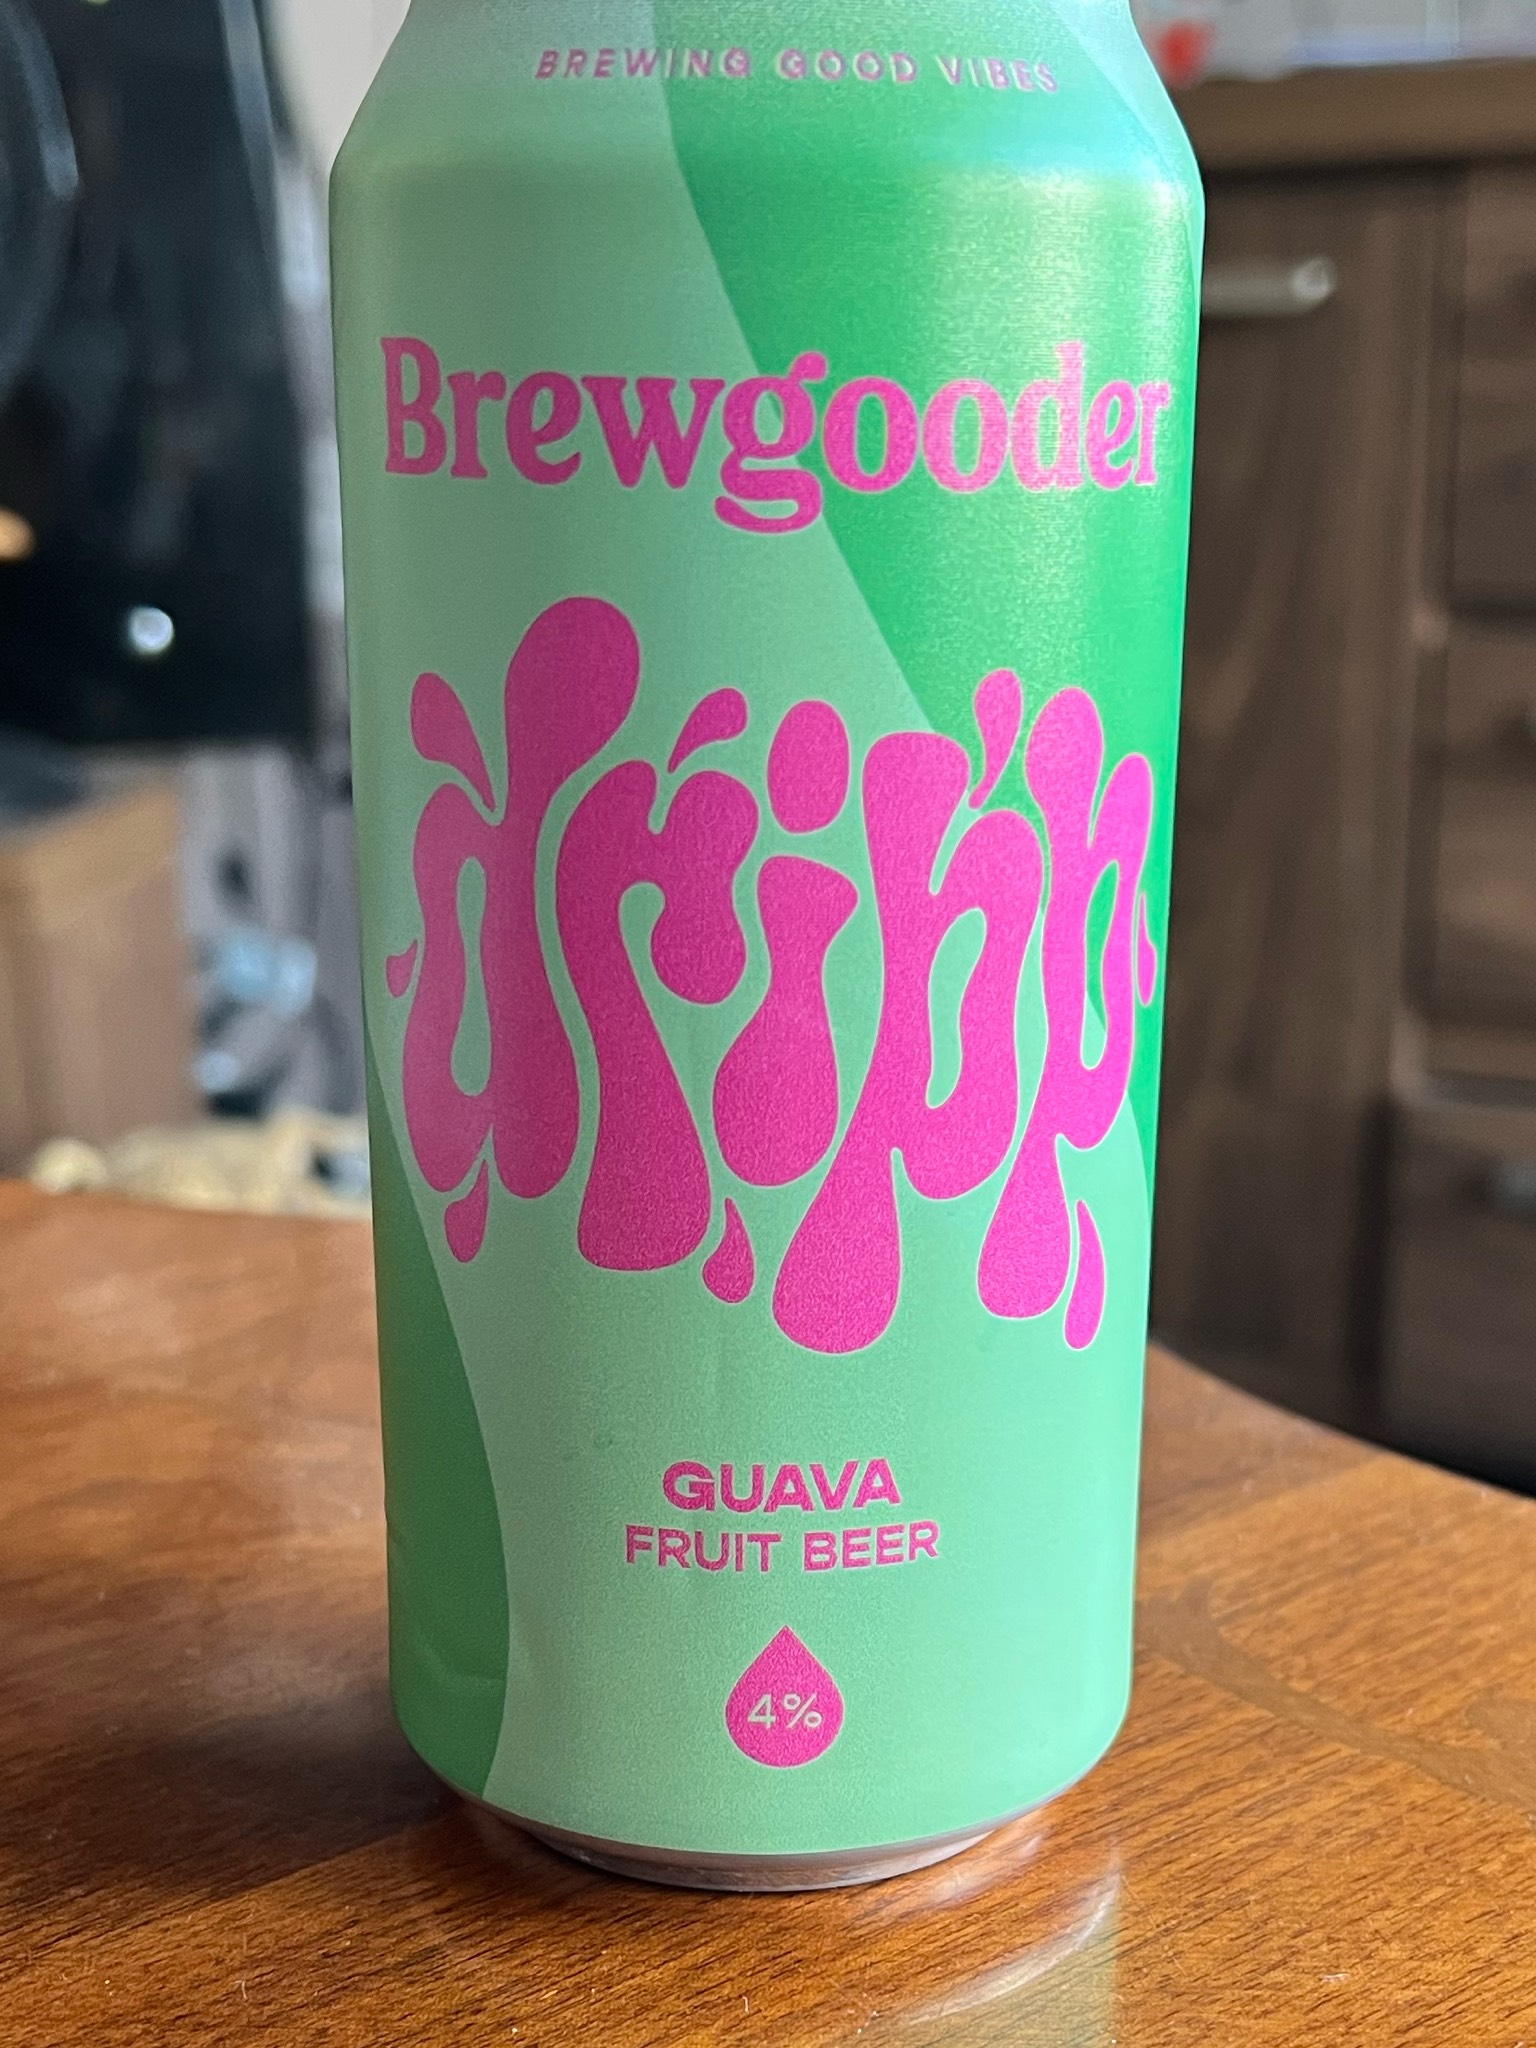 BREWING GOOD VIBES
Brewgooder
dripp
GUAVA
FRUIT BEER
4%